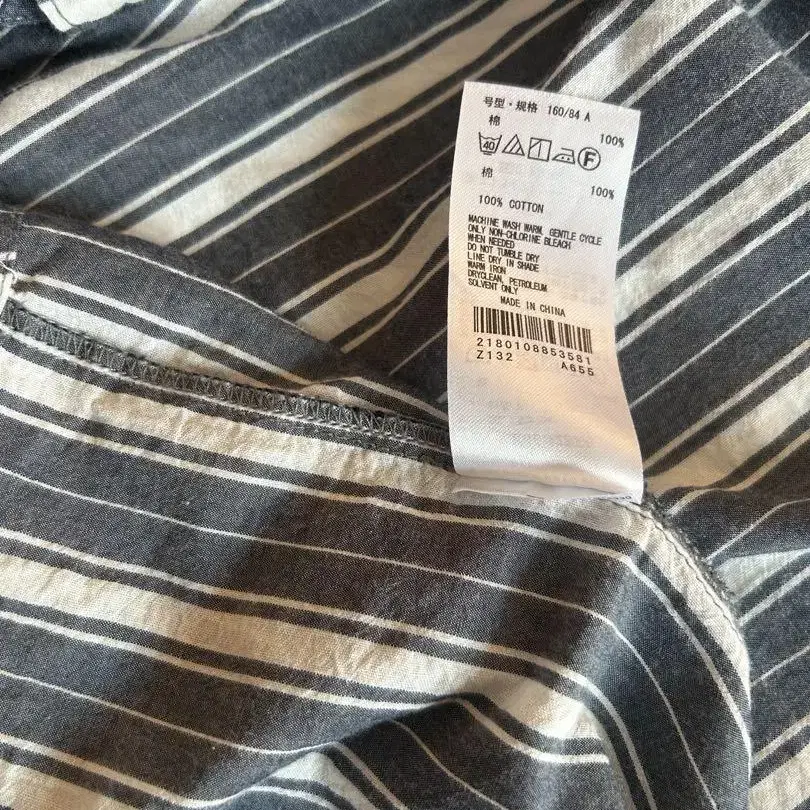 号型·规格 160/84 A
棉 100%
40 F
棉 100%
100% COTTON
MACHINE WASH WARM, GENTLE CYCLE
ONLY NON-CHLORINE BLEACH
WHEN NEEDED
DO NOT TUMBLE DRY
LINE DRY IN SHADE
WARM IRON
DRYCLEAN, PETROLEUM
SOLVENT ONLY
MADE IN CHINA
2180108853581
Z132 A655